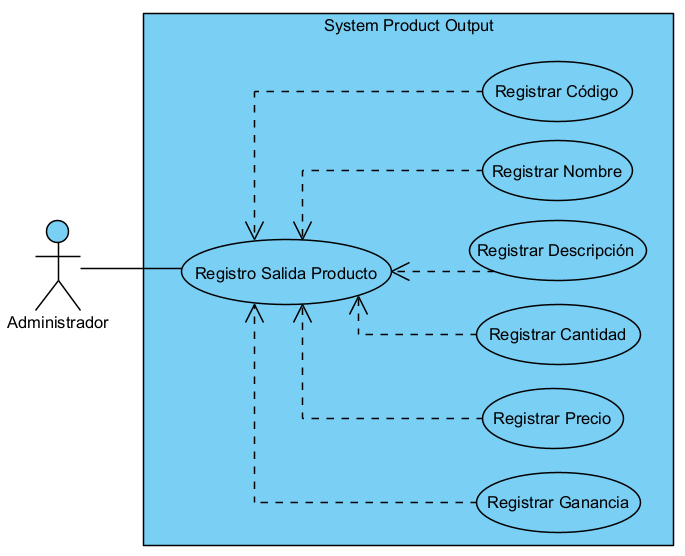 System Product Output
Registrar Código
Registrar Nombre
Registrar Descripción
Registro Salida Producto
Administrador
Registrar Cantidad
Registrar Precio
Registrar Ganancia